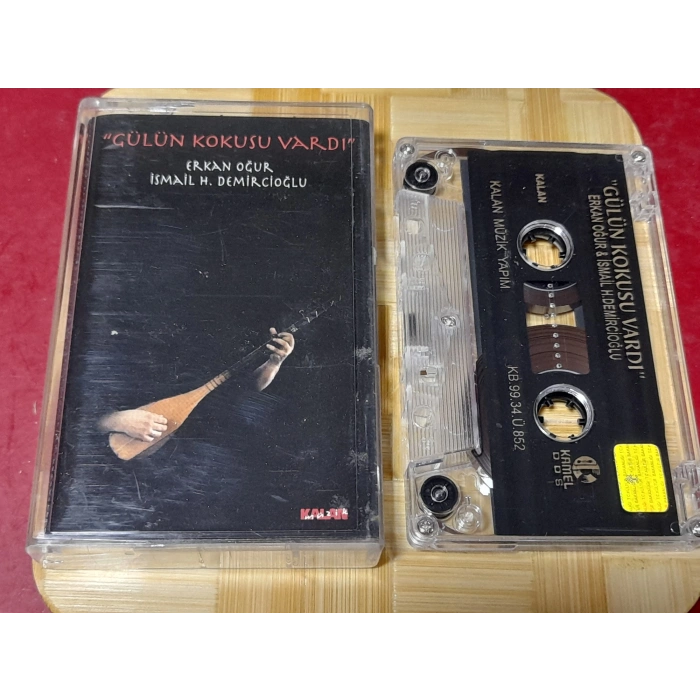 "GÜLÜN KOKUSU VARDI"
ERKAN OĞUR
İSMAİL H. DEMİRCİOĞLU
KALAN
"GÜLÜN KOKUSU VARDI"
ERKAN OĞUR & İSMAİL H.DEMİRCİOĞLU
KALAN
KALAN MÜZİK YAPIM
KB.99.34.Ü.852
KAMEL